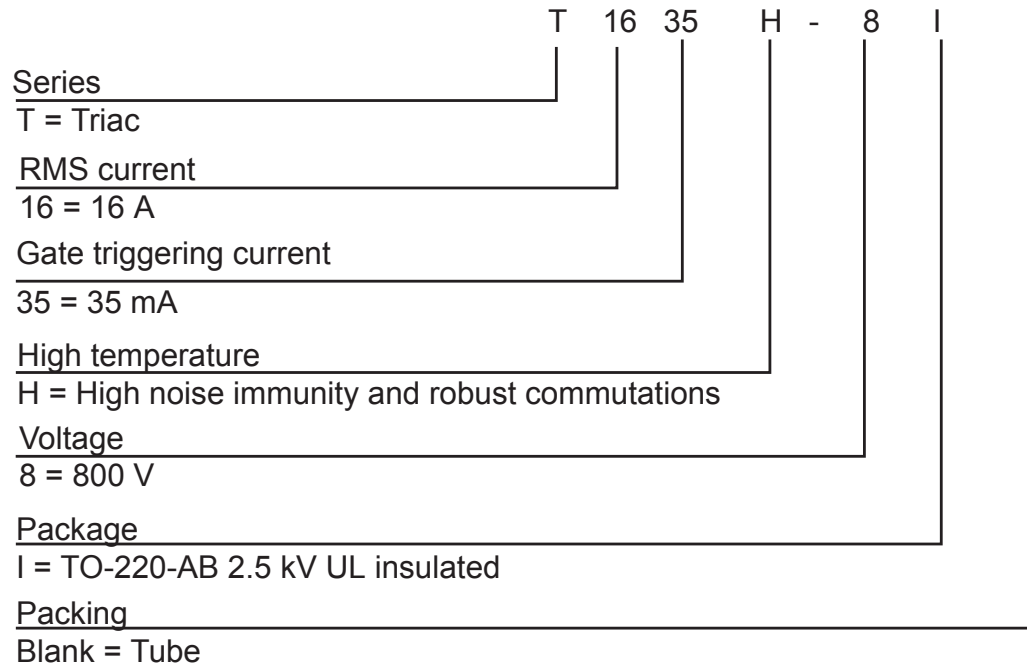 T 16 35 H - 8 I
Series
T = Triac
RMS current
16 = 16 A
Gate triggering current
35 = 35 mA
High temperature
H = High noise immunity and robust commutations
Voltage
8 = 800 V
Package
I = TO-220-AB 2.5 kV UL insulated
Packing
Blank = Tube